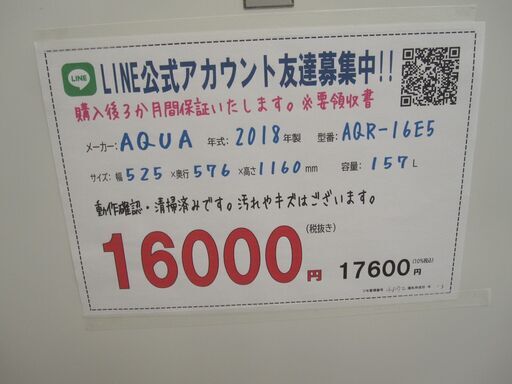 LINE
LINE公式アカウント友達募集中!!
購入後3か月間保証いたします。※要領収書
メーカー: AQUA 年式: 2018年製 型番: AQR-16E5
サイズ: 幅 525 ×奥行 576 ×高さ 1160 mm 容量: 157 L
動作確認・清掃済みです。汚れやキズはございます。
(税抜き)
16000円 17600円 (10%税込)